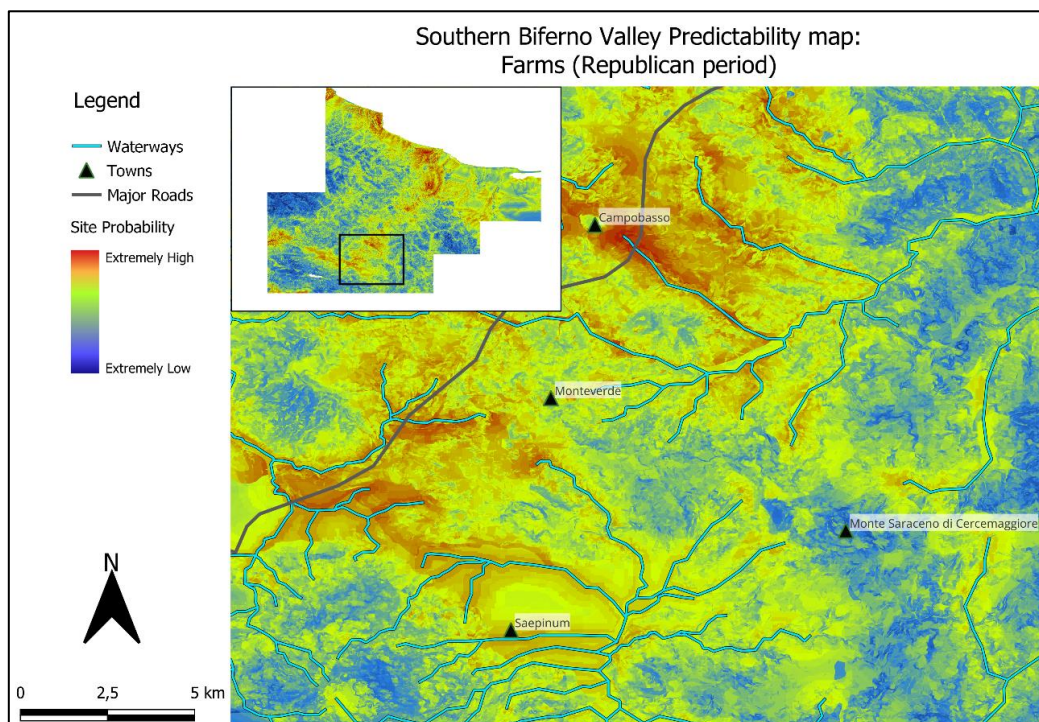 Southern Biferno Valley Predictability map:
Farms (Republican period)
Legend
Waterways
Towns
Major Roads
Site Probability
Extremely High
Extremely Low
Campobasso
Monteverde
Monte Saraceno di Cercemaggiore
Saepinum
N
0 2,5 5 km